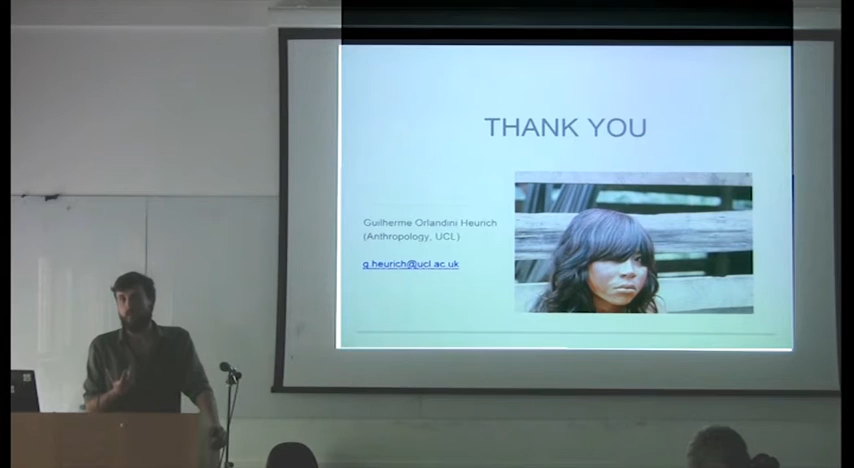 THANK YOU
Guilherme Orlandini Heurich
(Anthropology, UCL)
g.heurich@ucl.ac.uk